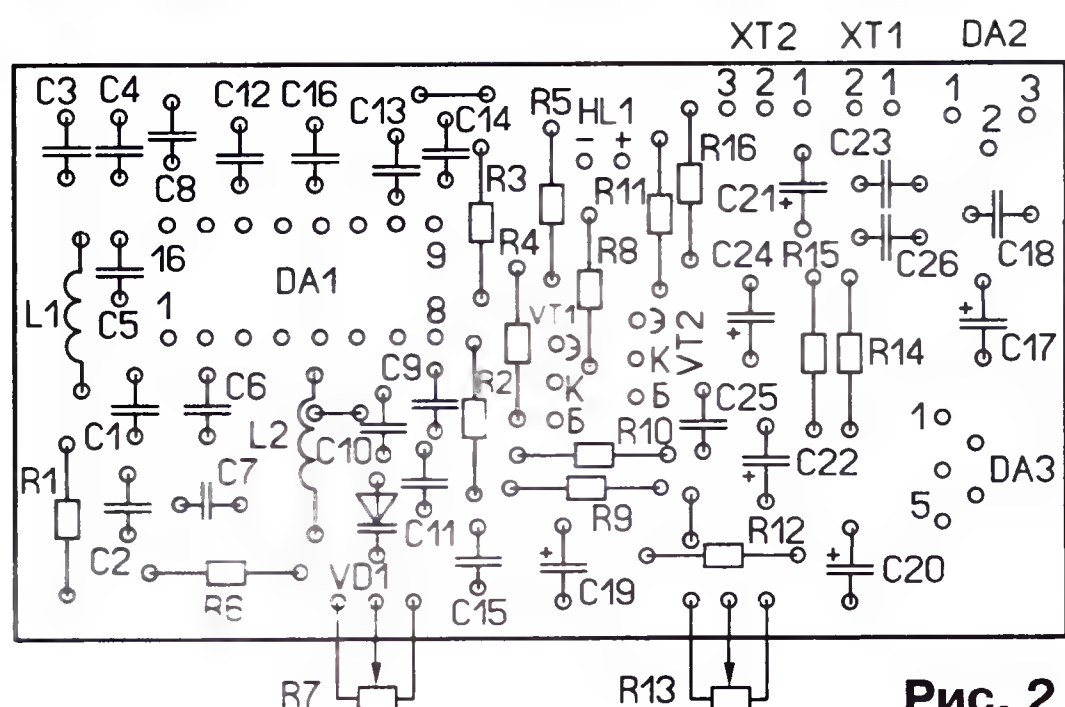 XT2 XT1 DA2
C3 C4 C12 C16 C13 C14 R5 HL1 3 2 1 2 1 1 3
2
− +
C8 R3 R11 R16 C23
C21 +
16 DA1 9 R4 R8 C24 R15 C26 C18
L1 C5 1 8 VT1 Э Э VT2 + + C17
К К R14
C9 R2 Б Б C25
C1 C6 L2 C10 R10 1
R1 C7 C22 + DA3
C11 R9 5
C2 R12
R6 VD1 C15 + C19 + C20
R7 R13
Рис. 2